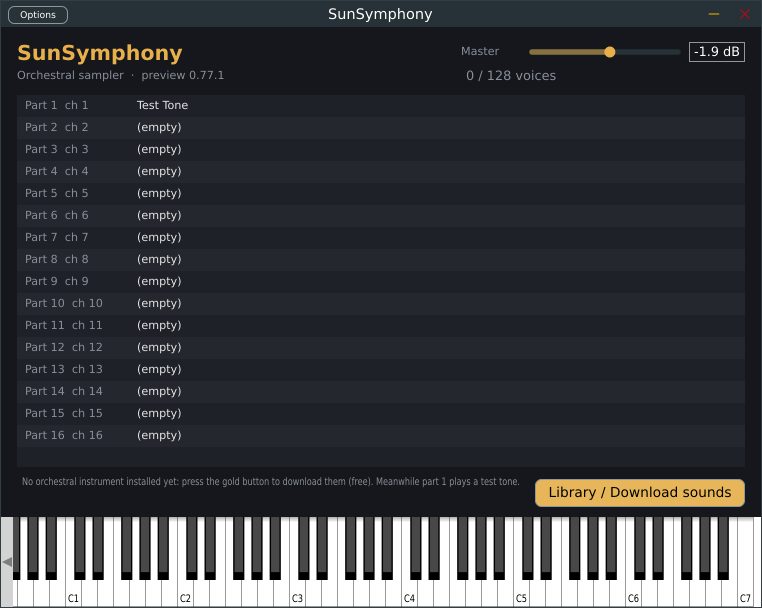 Options
SunSymphony
SunSymphony
Master
-1.9 dB
Orchestral sampler · preview 0.77.1
0 / 128 voices
Part 1 ch 1 Test Tone
Part 2 ch 2 (empty)
Part 3 ch 3 (empty)
Part 4 ch 4 (empty)
Part 5 ch 5 (empty)
Part 6 ch 6 (empty)
Part 7 ch 7 (empty)
Part 8 ch 8 (empty)
Part 9 ch 9 (empty)
Part 10 ch 10 (empty)
Part 11 ch 11 (empty)
Part 12 ch 12 (empty)
Part 13 ch 13 (empty)
Part 14 ch 14 (empty)
Part 15 ch 15 (empty)
Part 16 ch 16 (empty)
No orchestral instrument installed yet: press the gold button to download them (free). Meanwhile part 1 plays a test tone.
Library / Download sounds
C1 C2 C3 C4 C5 C6 C7